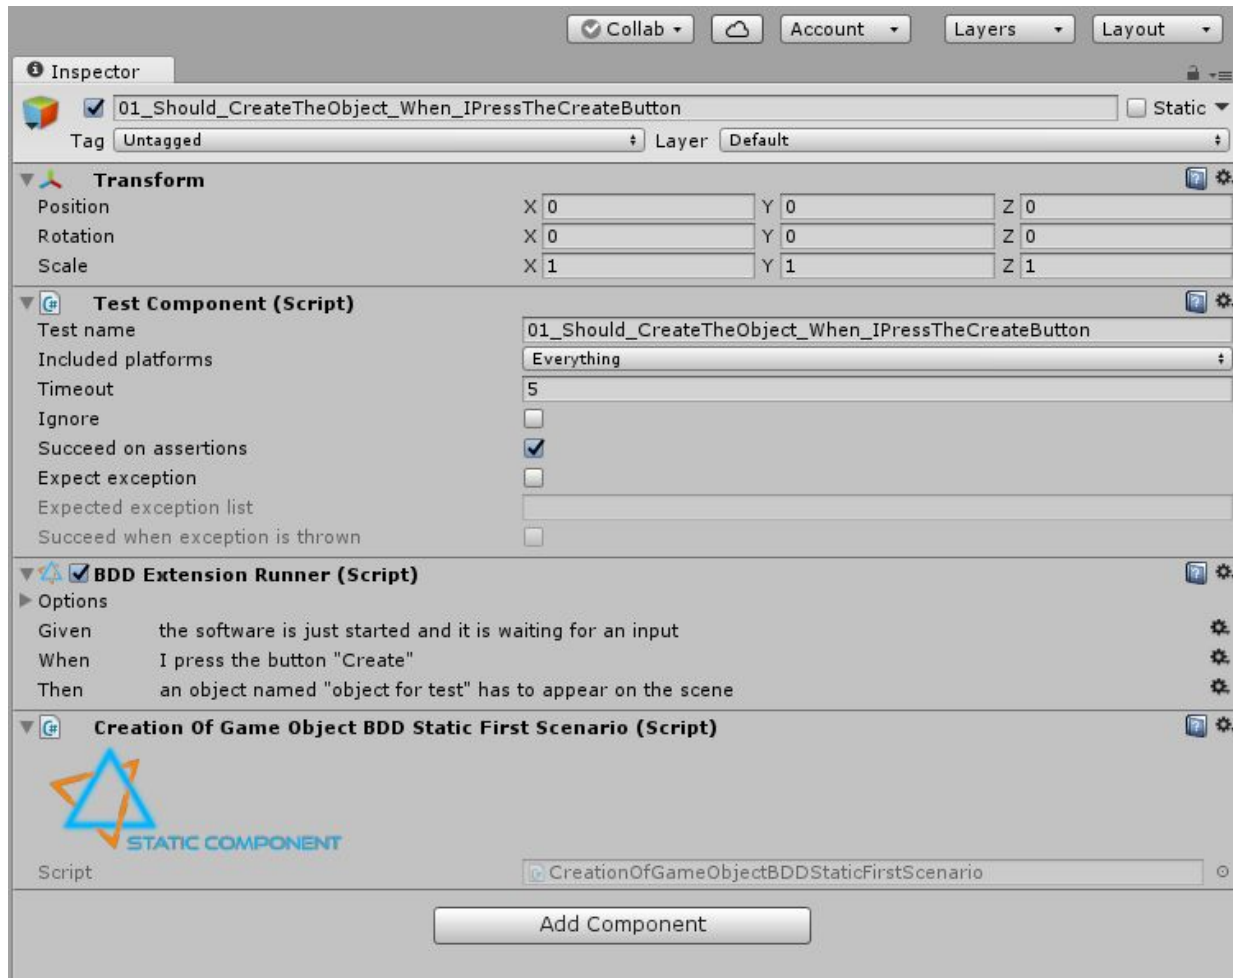 Collab Account Layers Layout
Inspector
01_Should_CreateTheObject_When_IPressTheCreateButton Static
Tag Untagged Layer Default
Transform
Position X 0 Y 0 Z 0
Rotation X 0 Y 0 Z 0
Scale X 1 Y 1 Z 1
Test Component (Script)
Test name 01_Should_CreateTheObject_When_IPressTheCreateButton
Included platforms Everything
Timeout 5
Ignore
Succeed on assertions
Expect exception
Expected exception list
Succeed when exception is thrown
BDD Extension Runner (Script)
Options
Given the software is just started and it is waiting for an input
When I press the button "Create"
Then an object named "object for test" has to appear on the scene
Creation Of Game Object BDD Static First Scenario (Script)
STATIC COMPONENT
Script CreationOfGameObjectBDDStaticFirstScenario
Add Component